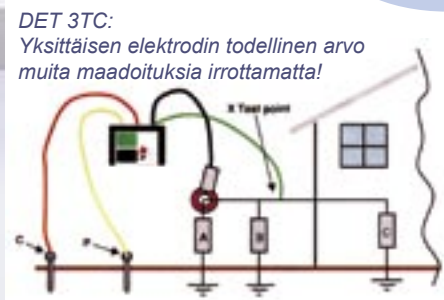 DET 3TC:
Yksittäisen elektrodin todellinen arvo
muita maadoituksia irrottamatta!
X Test point
C
P
A
B
C